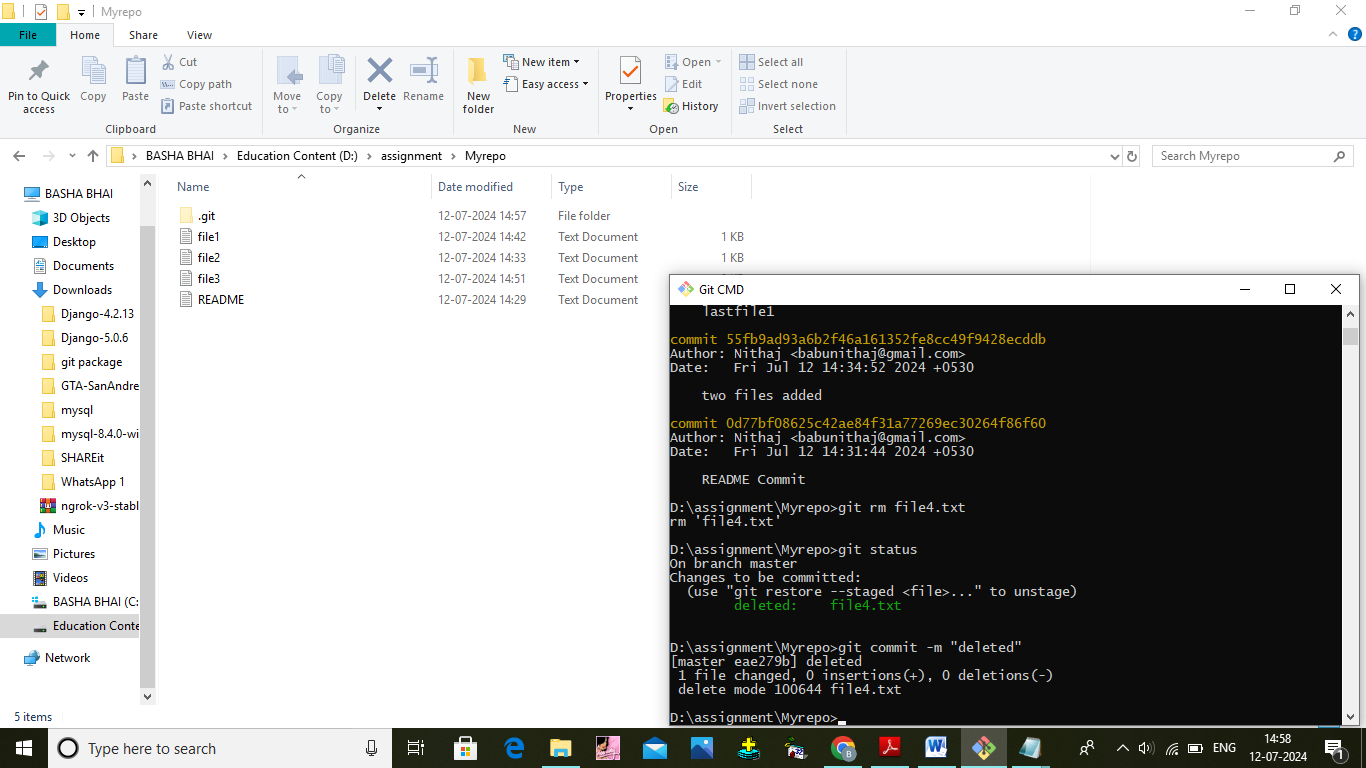 Myrepo
File Home Share View
Pin to Quick access
Copy
Paste
Cut
Copy path
Paste shortcut
Clipboard
Move to
Copy to
Delete
Rename
Organize
New folder
New item
Easy access
New
Properties
Open
Edit
History
Open
Select all
Select none
Invert selection
Select
BASHA BHAI > Education Content (D:) > assignment > Myrepo
Search Myrepo
BASHA BHAI
3D Objects
Desktop
Documents
Downloads
Django-4.2.13
Django-5.0.6
git package
GTA-SanAndre
mysql
mysql-8.4.0-wi
SHAREit
WhatsApp 1
ngrok-v3-stabl
Music
Pictures
Videos
BASHA BHAI (C:
Education Conte
Network
Name Date modified Type Size
.git 12-07-2024 14:57 File folder
file1 12-07-2024 14:42 Text Document 1 KB
file2 12-07-2024 14:33 Text Document 1 KB
file3 12-07-2024 14:51 Text Document
README 12-07-2024 14:29 Text Document
5 items
Git CMD
lastfile1
commit 55fb9ad93a6b2f46a161352fe8cc49f9428ecddb
Author: Nithaj <babunithaj@gmail.com>
Date:   Fri Jul 12 14:34:52 2024 +0530
two files added
commit 0d77bf08625c42ae84f31a77269ec30264f86f60
Author: Nithaj <babunithaj@gmail.com>
Date:   Fri Jul 12 14:31:44 2024 +0530
README Commit
D:\assignment\Myrepo>git rm file4.txt
rm 'file4.txt'
D:\assignment\Myrepo>git status
On branch master
Changes to be committed:
(use "git restore --staged <file>..." to unstage)
deleted:    file4.txt
D:\assignment\Myrepo>git commit -m "deleted"
[master eae279b] deleted
1 file changed, 0 insertions(+), 0 deletions(-)
delete mode 100644 file4.txt
D:\assignment\Myrepo>
Type here to search
ENG
14:58
12-07-2024
1